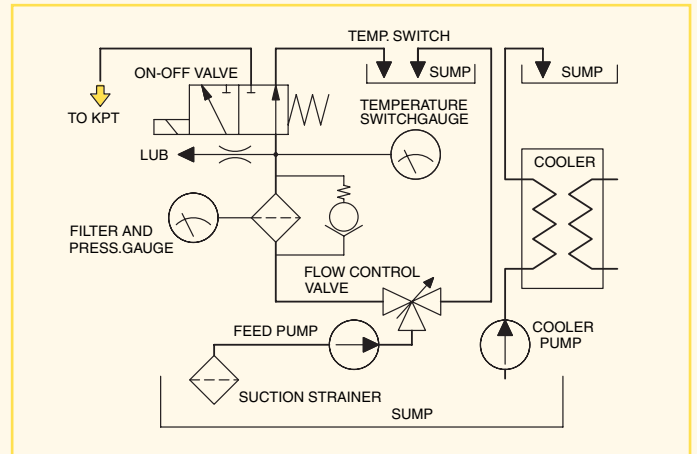 TEMP. SWITCH
ON-OFF VALVE
SUMP
SUMP
TO KPT
TEMPERATURE
SWITCHGAUGE
LUB
COOLER
FILTER AND
PRESS.GAUGE
FLOW CONTROL
VALVE
FEED PUMP
COOLER
PUMP
SUCTION STRAINER
SUMP